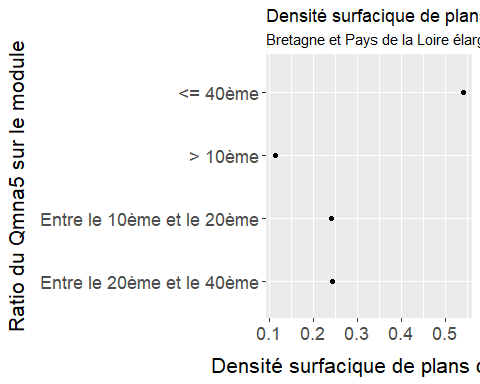 Densité surfacique de plans
Bretagne et Pays de la Loire élarg
Ratio du Qmna5 sur le module
<= 40ème
> 10ème
Entre le 10ème et le 20ème
Entre le 20ème et le 40ème
0.1 0.2 0.3 0.4 0.5
Densité surfacique de plans